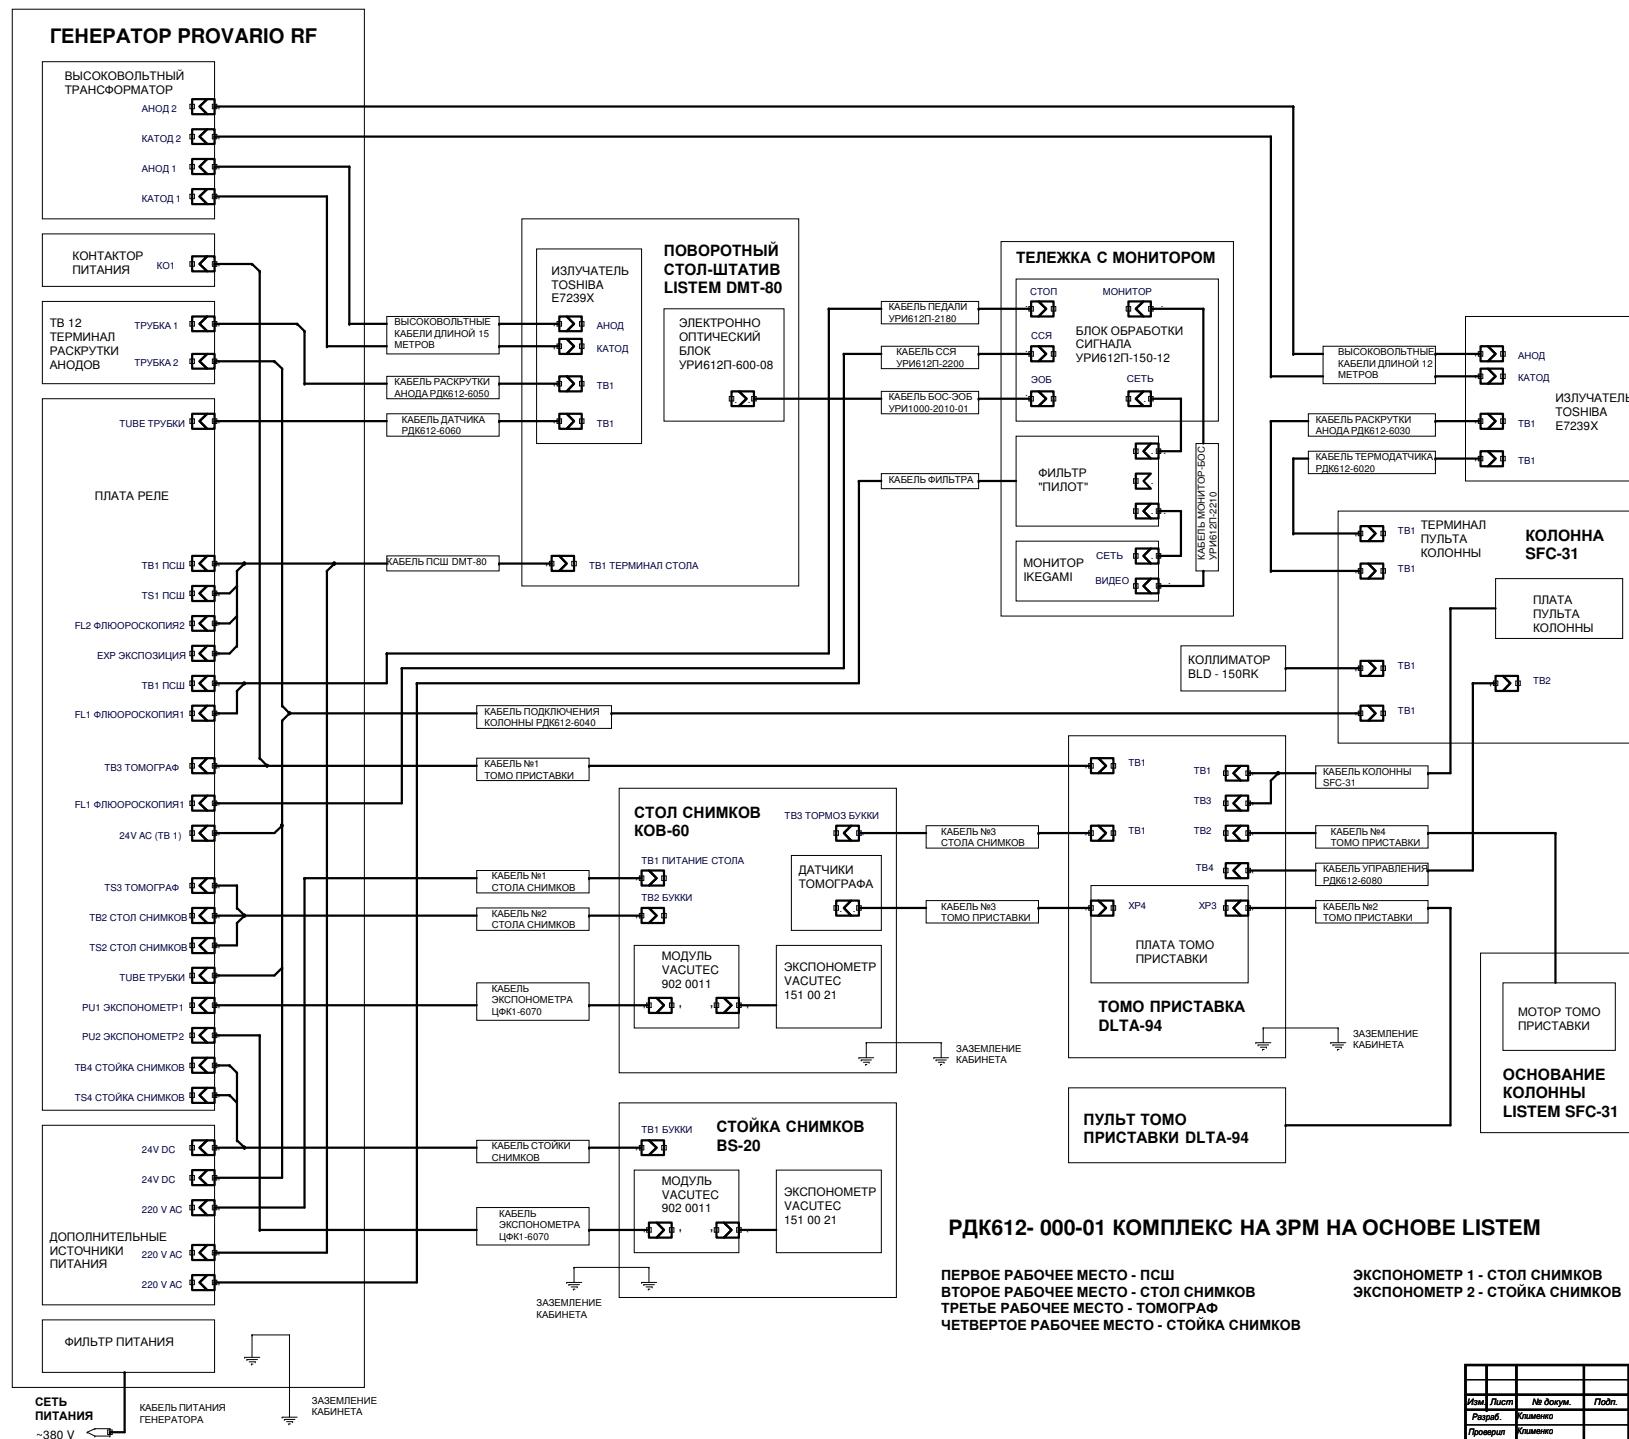 ГЕНЕРАТОР PROVARIO RF
ВЫСОКОВОЛЬТНЫЙ
ТРАНСФОРМАТОР
АНОД 2
КАТОД 2
АНОД 1
КАТОД 1
КОНТАКТОР
ПИТАНИЯ
КО1
ТВ 12
ТЕРМИНАЛ
РАСКРУТКИ
АНОДОВ
ТРУБКА 1
ТРУБКА 2
TUBE ТРУБКИ
ПЛАТА РЕЛЕ
ТВ1 ПСШ
TS1 ПСШ
FL2 ФЛЮОРОСКОПИЯ2
EXP ЭКСПОЗИЦИЯ
ТВ1 ПСШ
FL1 ФЛЮОРОСКОПИЯ1
ТВ3 ТОМОГРАФ
FL1 ФЛЮОРОСКОПИЯ1
24V AC (ТВ 1)
TS3 ТОМОГРАФ
ТВ2 СТОЛ СНИМКОВ
TS2 СТОЛ СНИМКОВ
TUBE ТРУБКИ
PU1 ЭКСПОНОМЕТР1
PU2 ЭКСПОНОМЕТР2
ТВ4 СТОЙКА СНИМКОВ
TS4 СТОЙКА СНИМКОВ
24V DC
24V DC
220 V AC
ДОПОЛНИТЕЛЬНЫЕ
ИСТОЧНИКИ
ПИТАНИЯ
220 V AC
220 V AC
ФИЛЬТР ПИТАНИЯ
СЕТЬ
ПИТАНИЯ
~380 V
КАБЕЛЬ ПИТАНИЯ
ГЕНЕРАТОРА
ЗАЗЕМЛЕНИЕ
КАБИНЕТА
ВЫСОКОВОЛЬТНЫЕ
КАБЕЛИ ДЛИНОЙ 15
МЕТРОВ
КАБЕЛЬ РАСКРУТКИ
АНОДА РДК612-6050
КАБЕЛЬ ДАТЧИКА
РДК612-6060
КАБЕЛЬ ПСШ DMT-80
ИЗЛУЧАТЕЛЬ
TOSHIBA
E7239X
АНОД
КАТОД
ТВ1
ТВ1
ПОВОРОТНЫЙ
СТОЛ-ШТАТИВ
LISTEM DMT-80
ЭЛЕКТРОННО
ОПТИЧЕСКИЙ
БЛОК
УРИ612П-600-08
ТВ1 ТЕРМИНАЛ СТОЛА
КАБЕЛЬ ПЕДАЛИ
УРИ612П-2180
КАБЕЛЬ ССЯ
УРИ612П-2200
КАБЕЛЬ БОС-ЭОБ
УРИ1000-2010-01
КАБЕЛЬ ФИЛЬТРА
ТЕЛЕЖКА С МОНИТОРОМ
СТОП
МОНИТОР
БЛОК ОБРАБОТКИ
СИГНАЛА
УРИ612П-150-12
ССЯ
ЭОБ
СЕТЬ
ФИЛЬТР
"ПИЛОТ"
КАБЕЛЬ МОНИТОР-БОС
УРИ612П-2210
МОНИТОР
IKEGAMI
СЕТЬ
ВИДЕО
ВЫСОКОВОЛЬТНЫЕ
КАБЕЛИ ДЛИНОЙ 12
МЕТРОВ
КАБЕЛЬ РАСКРУТКИ
АНОДА РДК612-6030
КАБЕЛЬ ТЕРМОДАТЧИКА
РДК612-6020
АНОД
КАТОД
ИЗЛУЧАТЕЛЬ
TOSHIBA
E7239X
ТВ1
ТВ1
ТВ1
ТЕРМИНАЛ
ПУЛЬТА
КОЛОННЫ
ТВ1
КОЛОННА
SFC-31
ПЛАТА
ПУЛЬТА
КОЛОННЫ
КОЛЛИМАТОР
BLD - 150RK
ТВ1
ТВ2
ТВ1
КАБЕЛЬ ПОДКЛЮЧЕНИЯ
КОЛОННЫ РДК612-6040
КАБЕЛЬ №1
ТОМО ПРИСТАВКИ
СТОЛ СНИМКОВ
КОВ-60
ТВ3 ТОРМОЗ БУККИ
ТВ1 ПИТАНИЕ СТОЛА
ТВ2 БУККИ
ДАТЧИКИ
ТОМОГРАФА
КАБЕЛЬ №1
СТОЛА СНИМКОВ
КАБЕЛЬ №2
СТОЛА СНИМКОВ
КАБЕЛЬ
ЭКСПОНОМЕТРА
ЦФК1-6070
МОДУЛЬ
VACUTEC
902 0011
ЭКСПОНОМЕТР
VACUTEC
151 00 21
ЗАЗЕМЛЕНИЕ
КАБИНЕТА
КАБЕЛЬ №3
СТОЛА СНИМКОВ
КАБЕЛЬ №3
ТОМО ПРИСТАВКИ
ТВ1
ТВ1
ТВ1
ТВ3
ТВ2
ТВ4
ХР4
ХР3
ПЛАТА ТОМО
ПРИСТАВКИ
ТОМО ПРИСТАВКА
DLTA-94
ЗАЗЕМЛЕНИЕ
КАБИНЕТА
КАБЕЛЬ КОЛОННЫ
SFC-31
КАБЕЛЬ №4
ТОМО ПРИСТАВКИ
КАБЕЛЬ УПРАВЛЕНИЯ
РДК612-6080
КАБЕЛЬ №2
ТОМО ПРИСТАВКИ
МОТОР ТОМО
ПРИСТАВКИ
ОСНОВАНИЕ
КОЛОННЫ
LISTEM SFC-31
ПУЛЬТ ТОМО
ПРИСТАВКИ DLTA-94
КАБЕЛЬ СТОЙКИ
СНИМКОВ
КАБЕЛЬ
ЭКСПОНОМЕТРА
ЦФК1-6070
ТВ1 БУККИ
СТОЙКА СНИМКОВ
BS-20
МОДУЛЬ
VACUTEC
902 0011
ЭКСПОНОМЕТР
VACUTEC
151 00 21
ЗАЗЕМЛЕНИЕ
КАБИНЕТА
РДК612- 000-01 КОМПЛЕКС НА 3РМ НА ОСНОВЕ LISTEM
ПЕРВОЕ РАБОЧЕЕ МЕСТО - ПСШ
ВТОРОЕ РАБОЧЕЕ МЕСТО - СТОЛ СНИМКОВ
ТРЕТЬЕ РАБОЧЕЕ МЕСТО - ТОМОГРАФ
ЧЕТВЕРТОЕ РАБОЧЕЕ МЕСТО - СТОЙКА СНИМКОВ
ЭКСПОНОМЕТР 1 - СТОЛ СНИМКОВ
ЭКСПОНОМЕТР 2 - СТОЙКА СНИМКОВ
Изм. Лист № докум. Подп.
Разраб. Клименко
Проверил Клименко